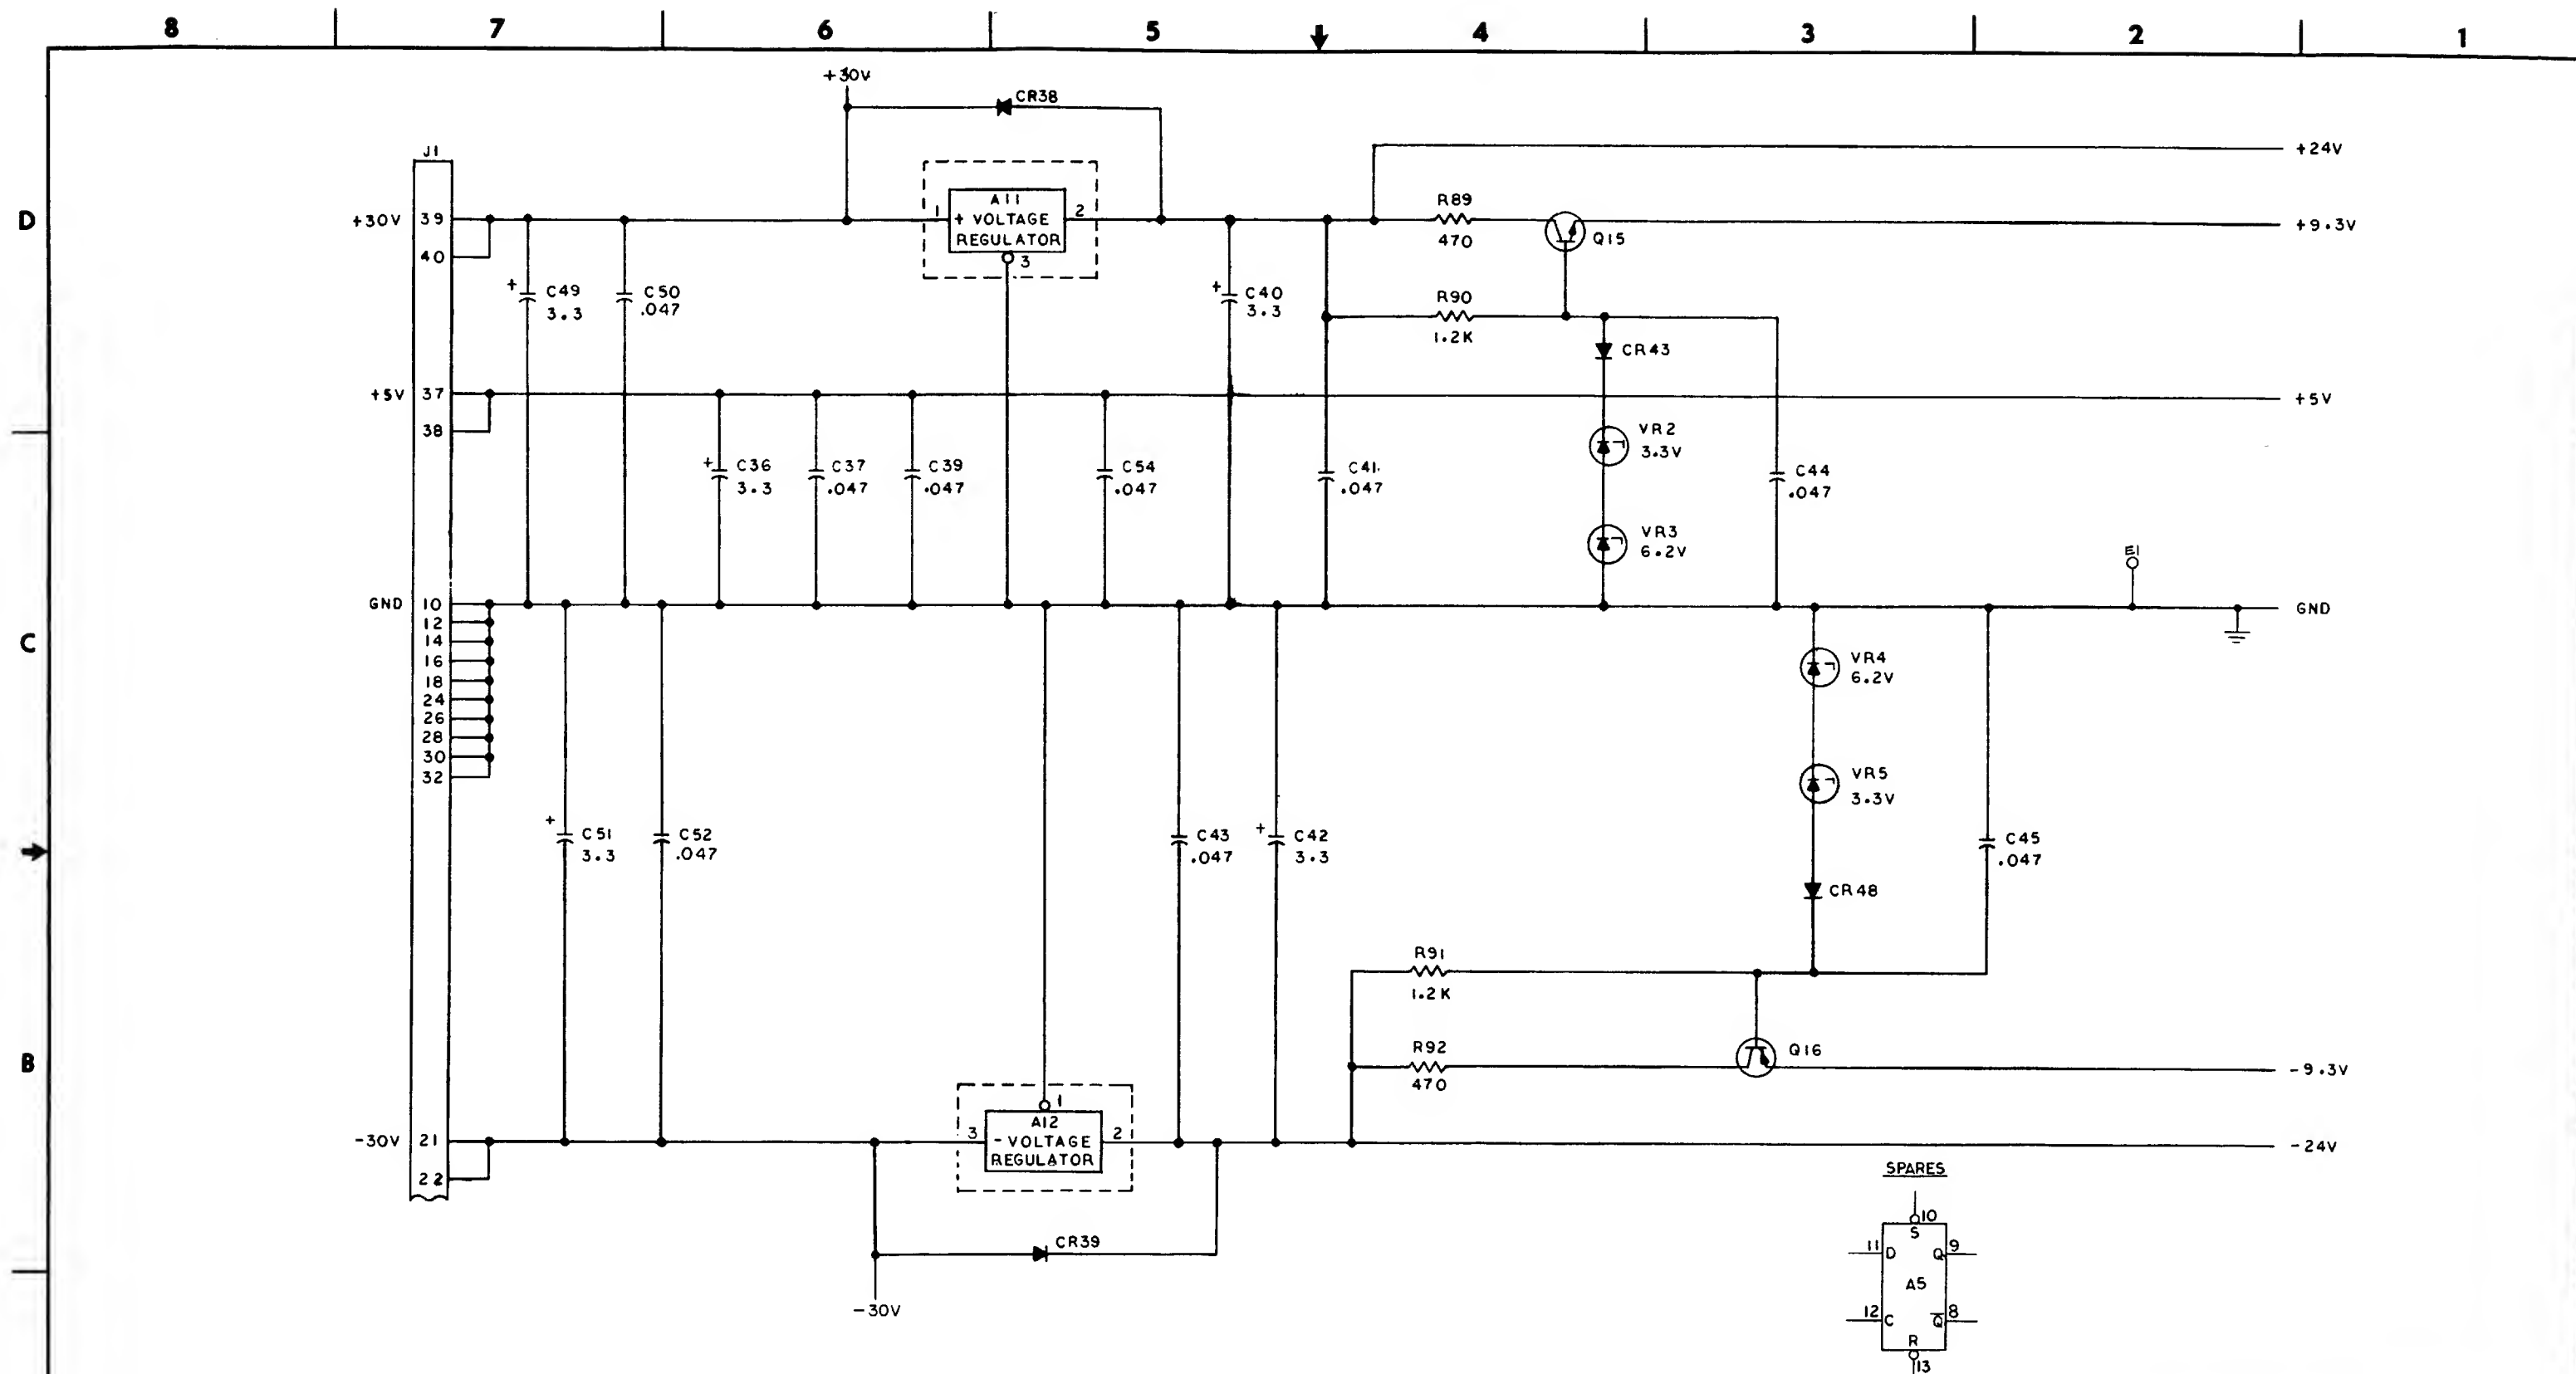 8 7 6 5 4 3 2 1
D
C
B
+30V
CR38
J1
+24V
+30V 39
40
1
A11
+ VOLTAGE
REGULATOR
2
3
R89
470
Q15
+9.3V
+ C49
3.3
C50
.047
+ C40
3.3
R90
1.2K
CR43
+5V 37
38
+5V
+ C36
3.3
C37
.047
C39
.047
C54
.047
C41
.047
VR2
3.3V
C44
.047
VR3
6.2V
E1
GND 10
12
14
16
18
24
26
28
30
32
GND
VR4
6.2V
VR5
3.3V
+ C51
3.3
C52
.047
C43
.047
+ C42
3.3
C45
.047
CR48
R91
1.2K
R92
470
Q16
-9.3V
-30V 21
22
3
1
A12
- VOLTAGE
REGULATOR
2
-24V
CR39
-30V
SPARES
10
S
11 D
Q 9
A5
12 C
Q̅ 8
R
13